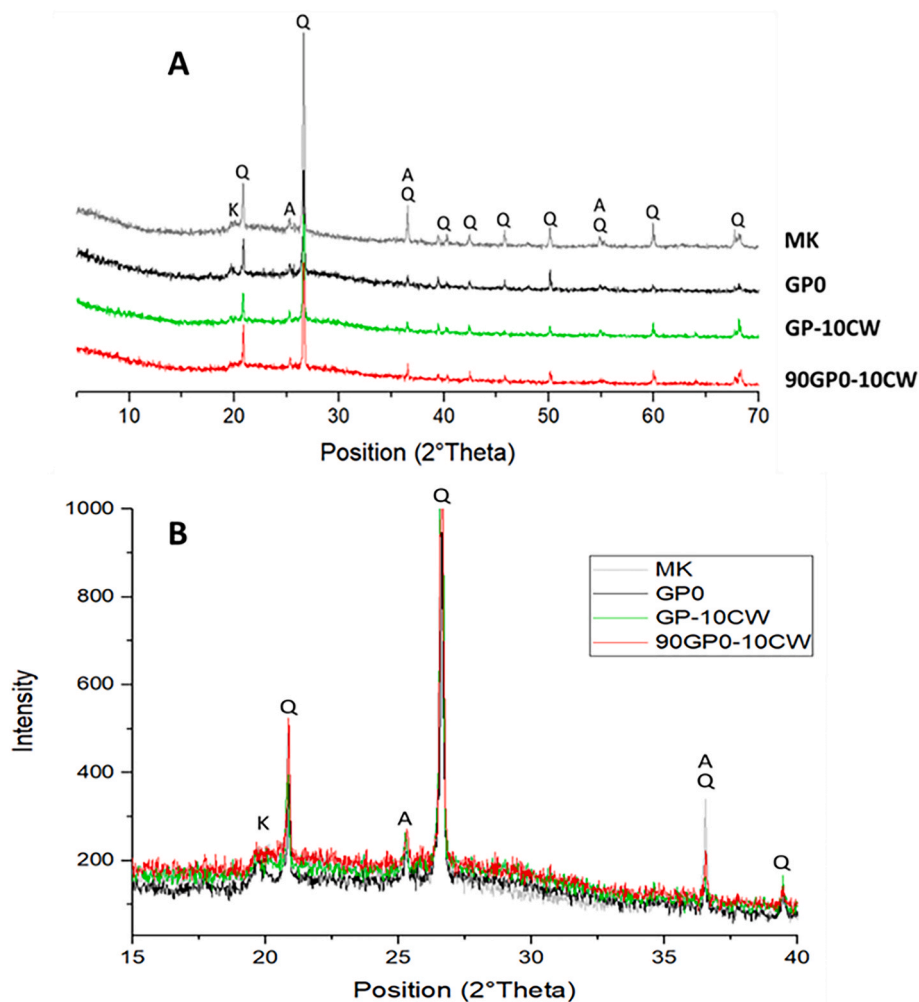 Q
A
Q
K
A
A
Q
Q
Q
Q
Q
A
Q
Q
Q
MK
GP0
GP-10CW
90GP0-10CW
10
20
30
40
50
60
70
Position (2°Theta)
Q
B
1000
800
600
400
200
Intensity
MK
GP0
GP-10CW
90GP0-10CW
Q
K
A
A
Q
Q
15
20
25
30
35
40
Position (2°Theta)